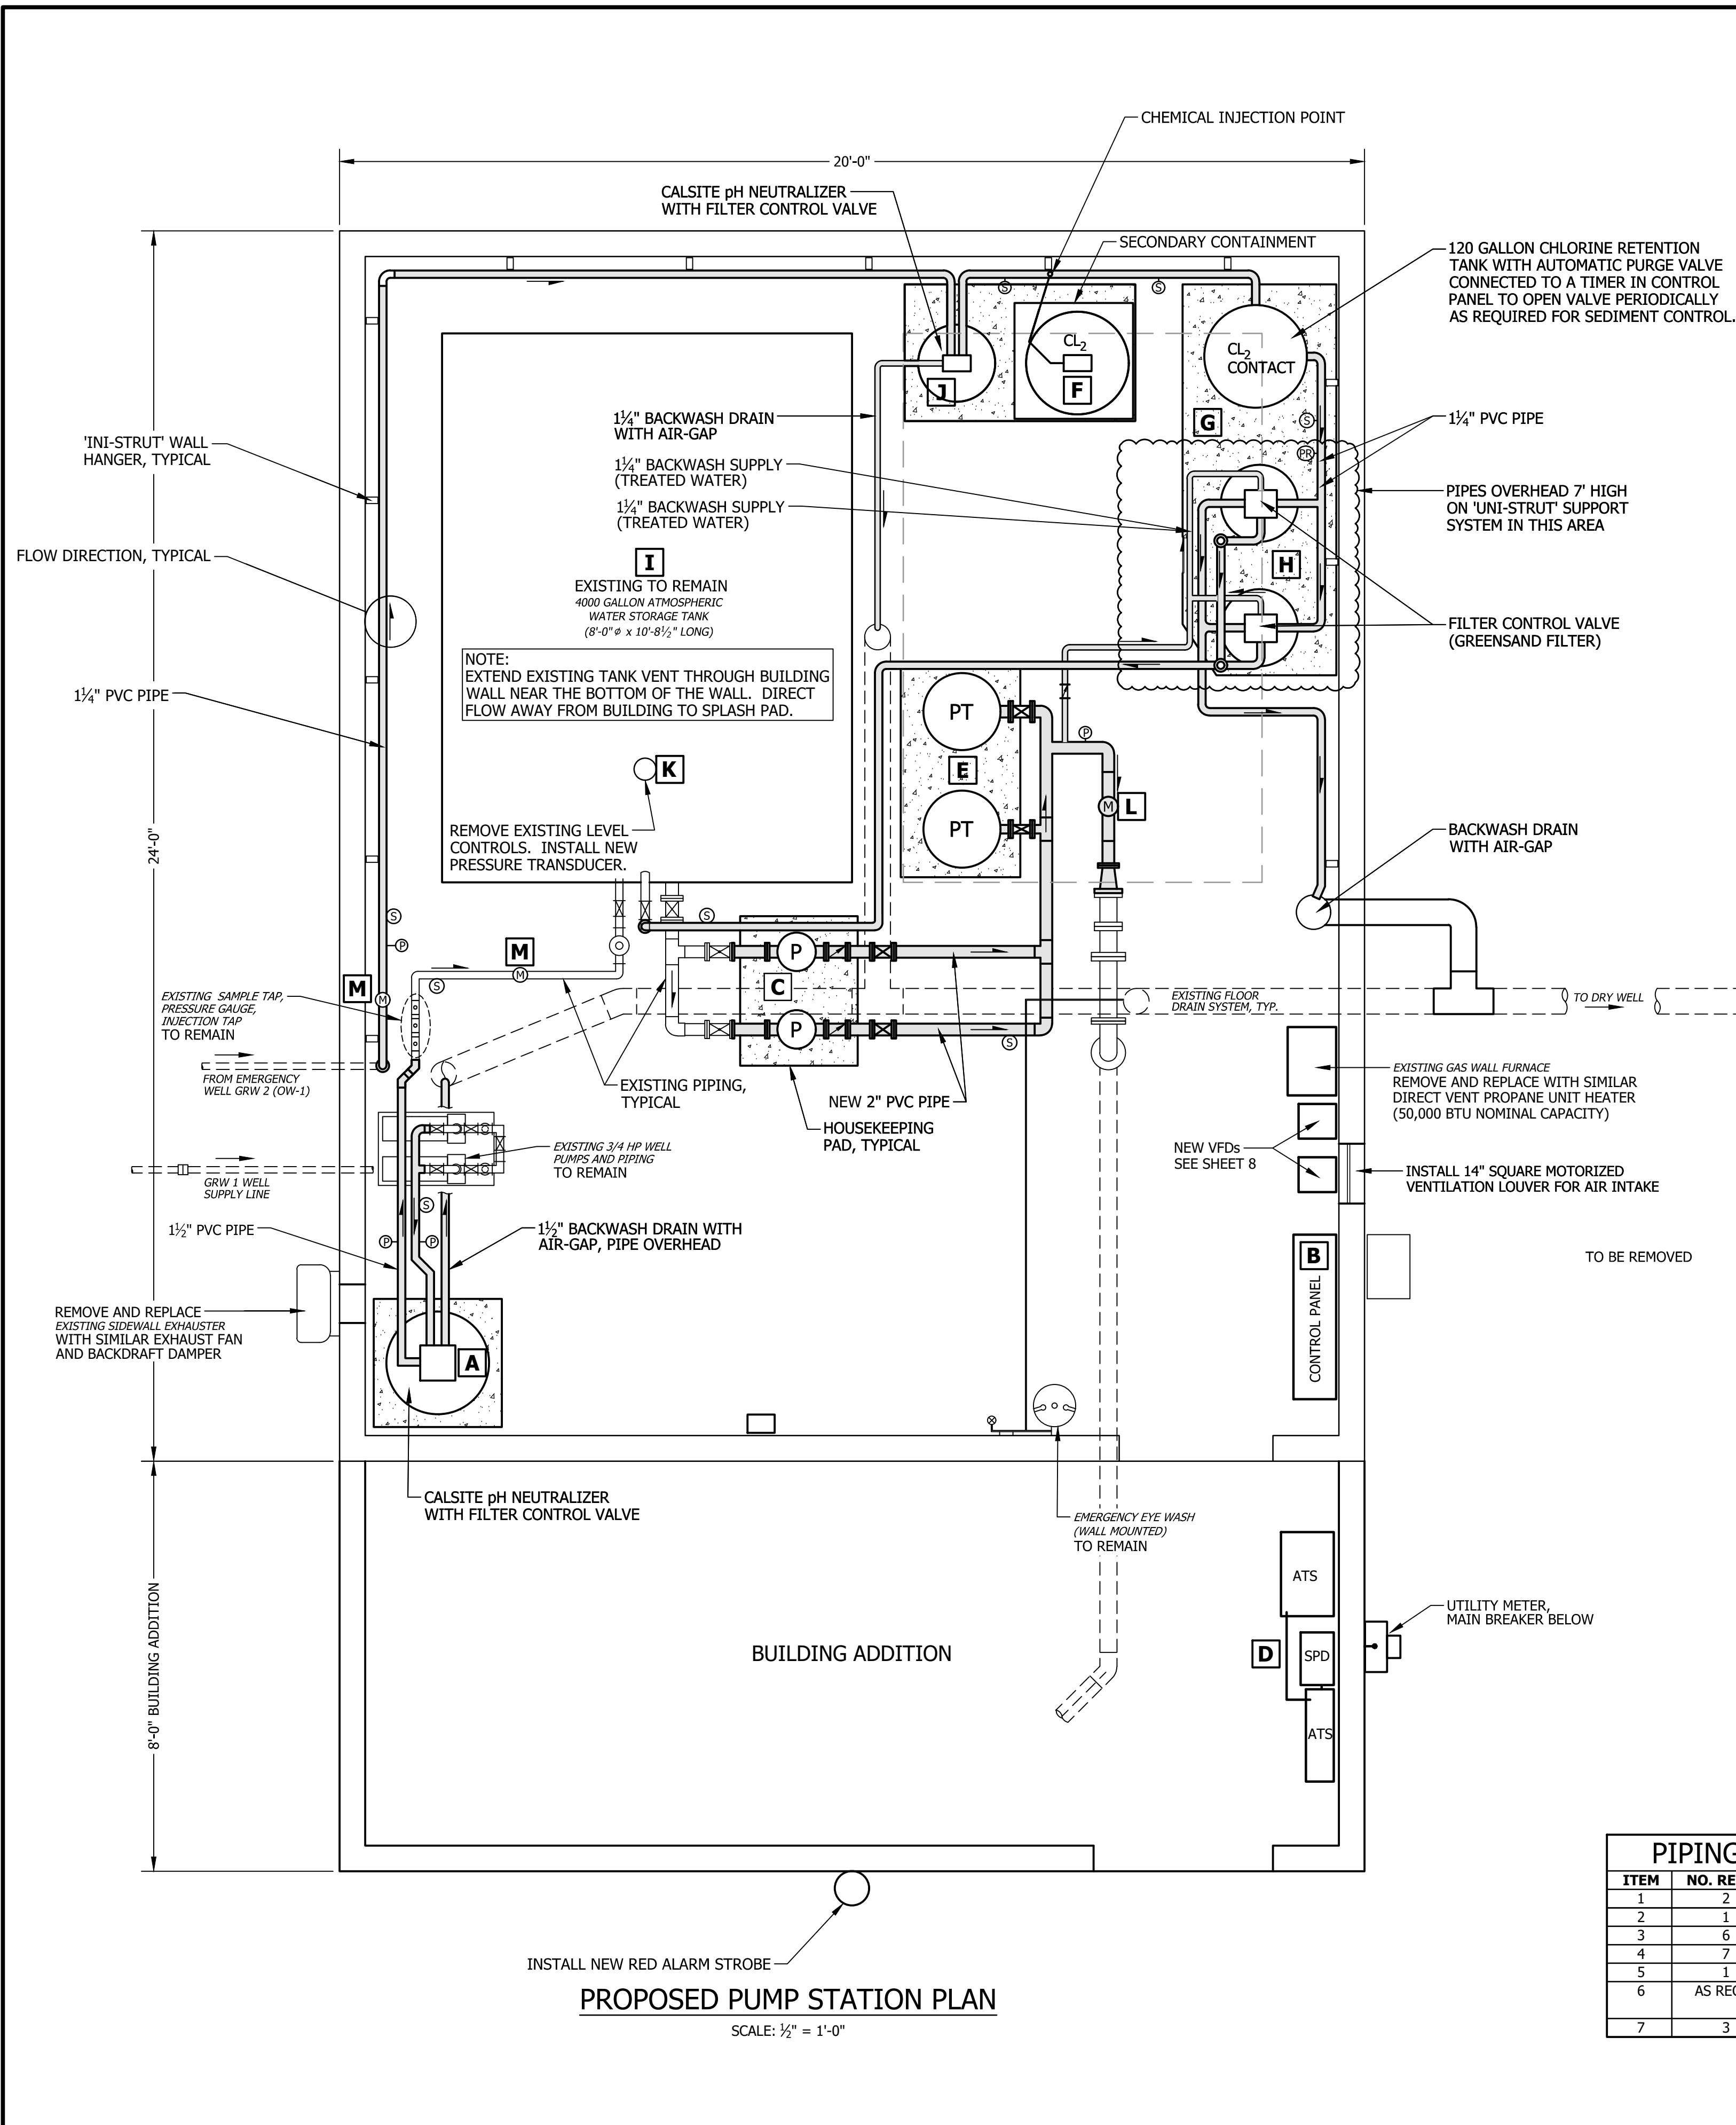 CHEMICAL INJECTION POINT
20'-0"
CALSITE pH NEUTRALIZER
WITH FILTER CONTROL VALVE
SECONDARY CONTAINMENT
120 GALLON CHLORINE RETENTION
TANK WITH AUTOMATIC PURGE VALVE
CONNECTED TO A TIMER IN CONTROL
PANEL TO OPEN VALVE PERIODICALLY
AS REQUIRED FOR SEDIMENT CONTROL.
S
S
CL2
F
J
CL2
CONTACT
G
S
PR
1¼" PVC PIPE
1¼" BACKWASH DRAIN
WITH AIR-GAP
1¼" BACKWASH SUPPLY
(TREATED WATER)
1¼" BACKWASH SUPPLY
(TREATED WATER)
'INI-STRUT' WALL
HANGER, TYPICAL
PIPES OVERHEAD 7' HIGH
ON 'UNI-STRUT' SUPPORT
SYSTEM IN THIS AREA
FLOW DIRECTION, TYPICAL
I
EXISTING TO REMAIN
4000 GALLON ATMOSPHERIC
WATER STORAGE TANK
(8'-0"ø x 10'-8½" LONG)
H
FILTER CONTROL VALVE
(GREENSAND FILTER)
NOTE:
EXTEND EXISTING TANK VENT THROUGH BUILDING
WALL NEAR THE BOTTOM OF THE WALL. DIRECT
FLOW AWAY FROM BUILDING TO SPLASH PAD.
1¼" PVC PIPE
PT
P
E
K
M
L
PT
24'-0"
REMOVE EXISTING LEVEL
CONTROLS. INSTALL NEW
PRESSURE TRANSDUCER.
BACKWASH DRAIN
WITH AIR-GAP
S
P
S
M
M
S
M
M
P
C
P
S
EXISTING SAMPLE TAP,
PRESSURE GAUGE,
INJECTION TAP
TO REMAIN
EXISTING FLOOR
DRAIN SYSTEM, TYP.
TO DRY WELL
FROM EMERGENCY
WELL GRW 2 (OW-1)
EXISTING PIPING,
TYPICAL
NEW 2" PVC PIPE
HOUSEKEEPING
PAD, TYPICAL
EXISTING GAS WALL FURNACE
REMOVE AND REPLACE WITH SIMILAR
DIRECT VENT PROPANE UNIT HEATER
(50,000 BTU NOMINAL CAPACITY)
EXISTING 3/4 HP WELL
PUMPS AND PIPING
TO REMAIN
NEW VFDs
SEE SHEET 8
INSTALL 14" SQUARE MOTORIZED
VENTILATION LOUVER FOR AIR INTAKE
GRW 1 WELL
SUPPLY LINE
S
1½" PVC PIPE
P
P
1½" BACKWASH DRAIN WITH
AIR-GAP, PIPE OVERHEAD
B
CONTROL PANEL
TO BE REMOVED
REMOVE AND REPLACE
EXISTING SIDEWALL EXHAUSTER
WITH SIMILAR EXHAUST FAN
AND BACKDRAFT DAMPER
A
CALSITE pH NEUTRALIZER
WITH FILTER CONTROL VALVE
EMERGENCY EYE WASH
(WALL MOUNTED)
TO REMAIN
8'-0" BUILDING ADDITION
BUILDING ADDITION
ATS
D
SPD
ATS
UTILITY METER,
MAIN BREAKER BELOW
INSTALL NEW RED ALARM STROBE
PROPOSED PUMP STATION PLAN
SCALE: ½" = 1'-0"
PIPING
ITEM NO. RE
1 2
2 1
3 6
4 7
5 1
6 AS REQ
7 3